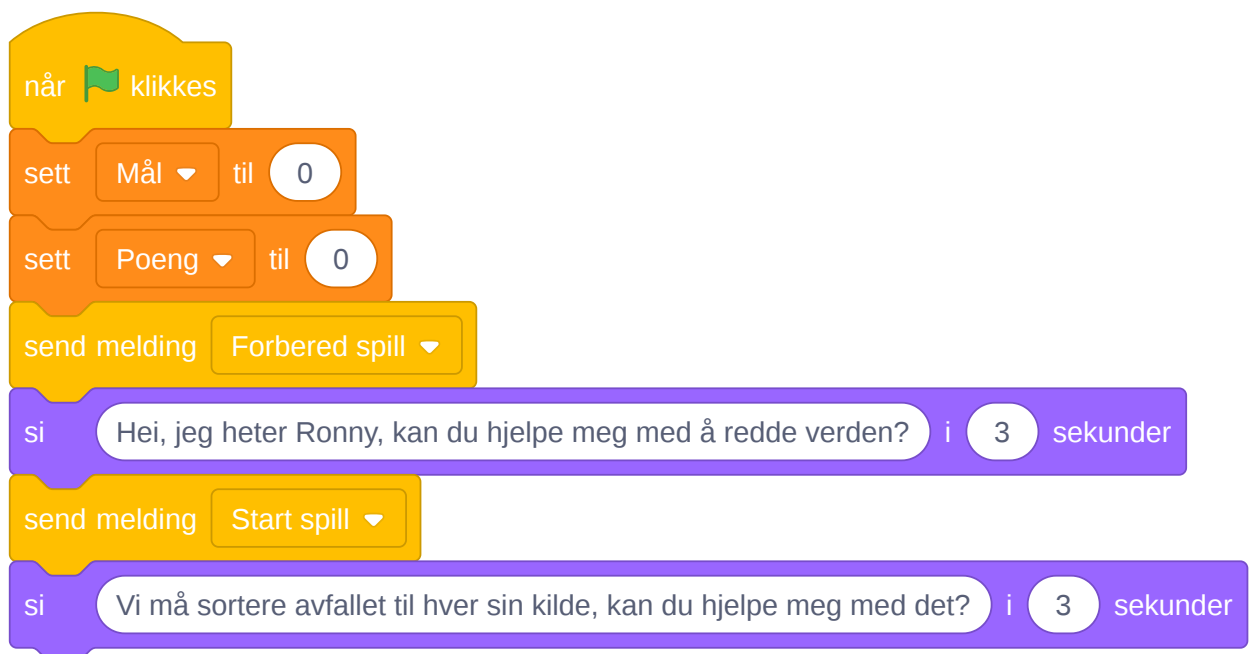 når klikkes
sett Mål til 0
sett Poeng til 0
send melding Forbered spill
si Hei, jeg heter Ronny, kan du hjelpe meg med å redde verden? i 3 sekunder
send melding Start spill
si Vi må sortere avfallet til hver sin kilde, kan du hjelpe meg med det? i 3 sekunder